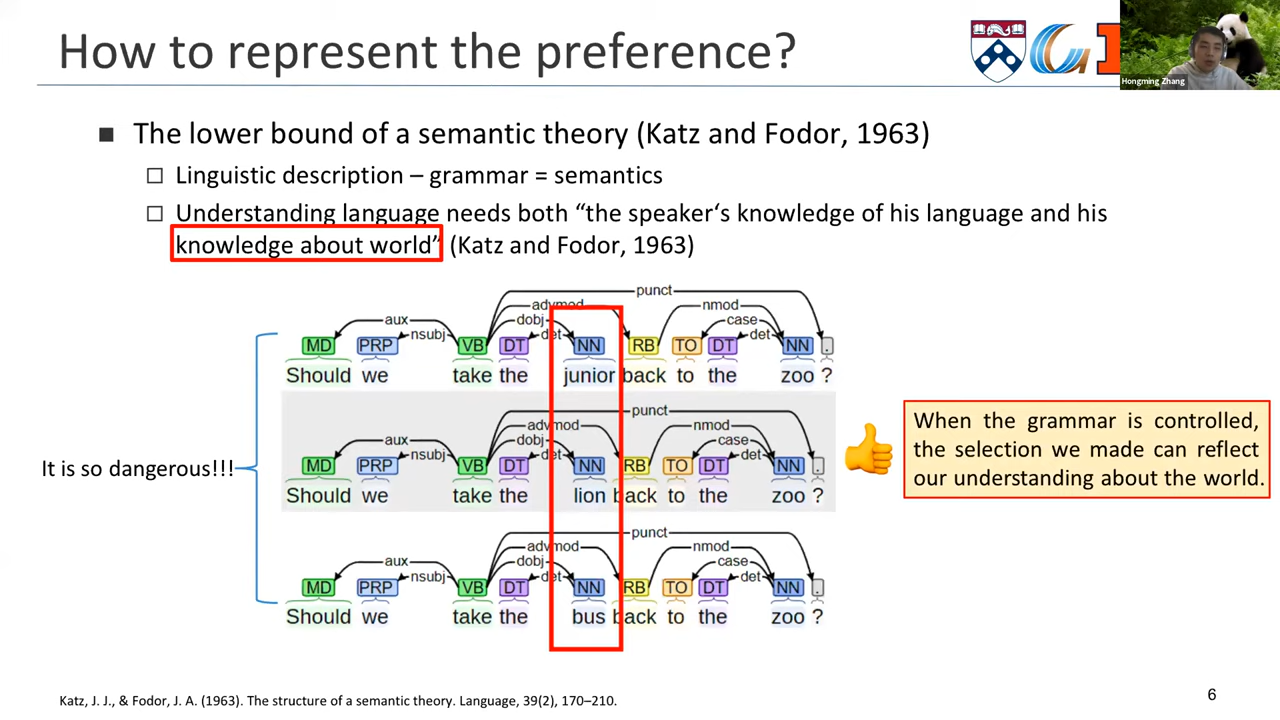 How to represent the preference?
Hongming Zhang
■ The lower bound of a semantic theory (Katz and Fodor, 1963)
□ Linguistic description – grammar = semantics
□ Understanding language needs both “the speaker‘s knowledge of his language and his
knowledge about world” (Katz and Fodor, 1963)
punct
advmod nmod
aux dobj case
nsubj det det
MD PRP VB DT NN RB TO DT NN .
Should we take the junior back to the zoo ?
punct
advmod nmod
aux dobj case
nsubj det det
MD PRP VB DT NN RB TO DT NN .
It is so dangerous!!!
Should we take the lion back to the zoo ?
punct
advmod nmod
aux dobj case
nsubj det det
MD PRP VB DT NN RB TO DT NN .
Should we take the bus back to the zoo ?
When the grammar is controlled,
the selection we made can reflect
our understanding about the world.
Katz, J. J., & Fodor, J. A. (1963). The structure of a semantic theory. Language, 39(2), 170–210.
6